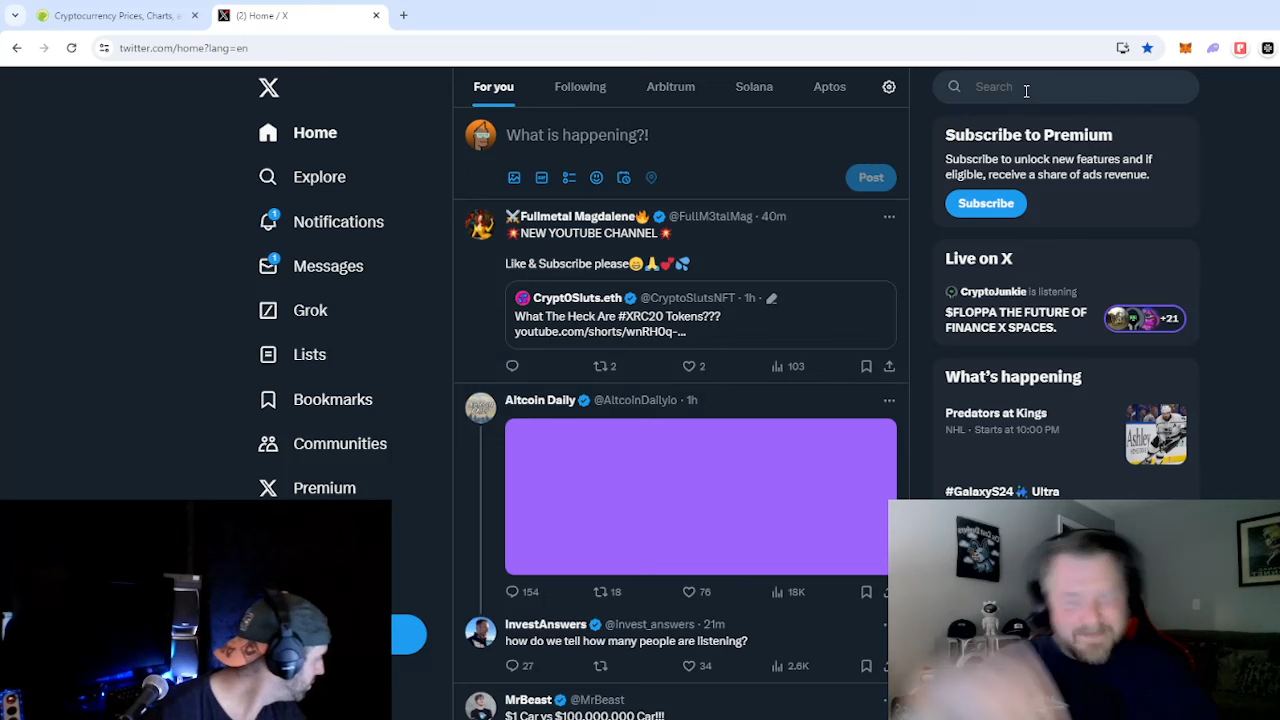 Cryptocurrency Prices, Charts, a
(2) Home / X
twitter.com/home?lang=en
Home
Explore
1
Notifications
1
Messages
Grok
Lists
Bookmarks
Communities
Premium
For you
Following
Arbitrum
Solana
Aptos
What is happening?!
Post
⚔️Fullmetal Magdalene🔥 @FullM3talMag · 40m
💥NEW YOUTUBE CHANNEL💥
Like & Subscribe please😄🙏💕💦
Crypt0Sluts.eth @CryptoSlutsNFT · 1h ·
What The Heck Are #XRC20 Tokens???
youtube.com/shorts/wnRH0q-…
2
2
103
Altcoin Daily @AltcoinDailyio · 1h
154
18
76
18K
InvestAnswers @invest_answers · 21m
how do we tell how many people are listening?
27
34
2.6K
MrBeast @MrBeast
$1 Car vs $100,000,000 Car!!!
Search
Subscribe to Premium
Subscribe to unlock new features and if
eligible, receive a share of ads revenue.
Subscribe
Live on X
CryptoJunkie is listening
$FLOPPA THE FUTURE OF
FINANCE X SPACES.
+21
What's happening
Predators at Kings
NHL · Starts at 10:00 PM
#GalaxyS24 Ultra